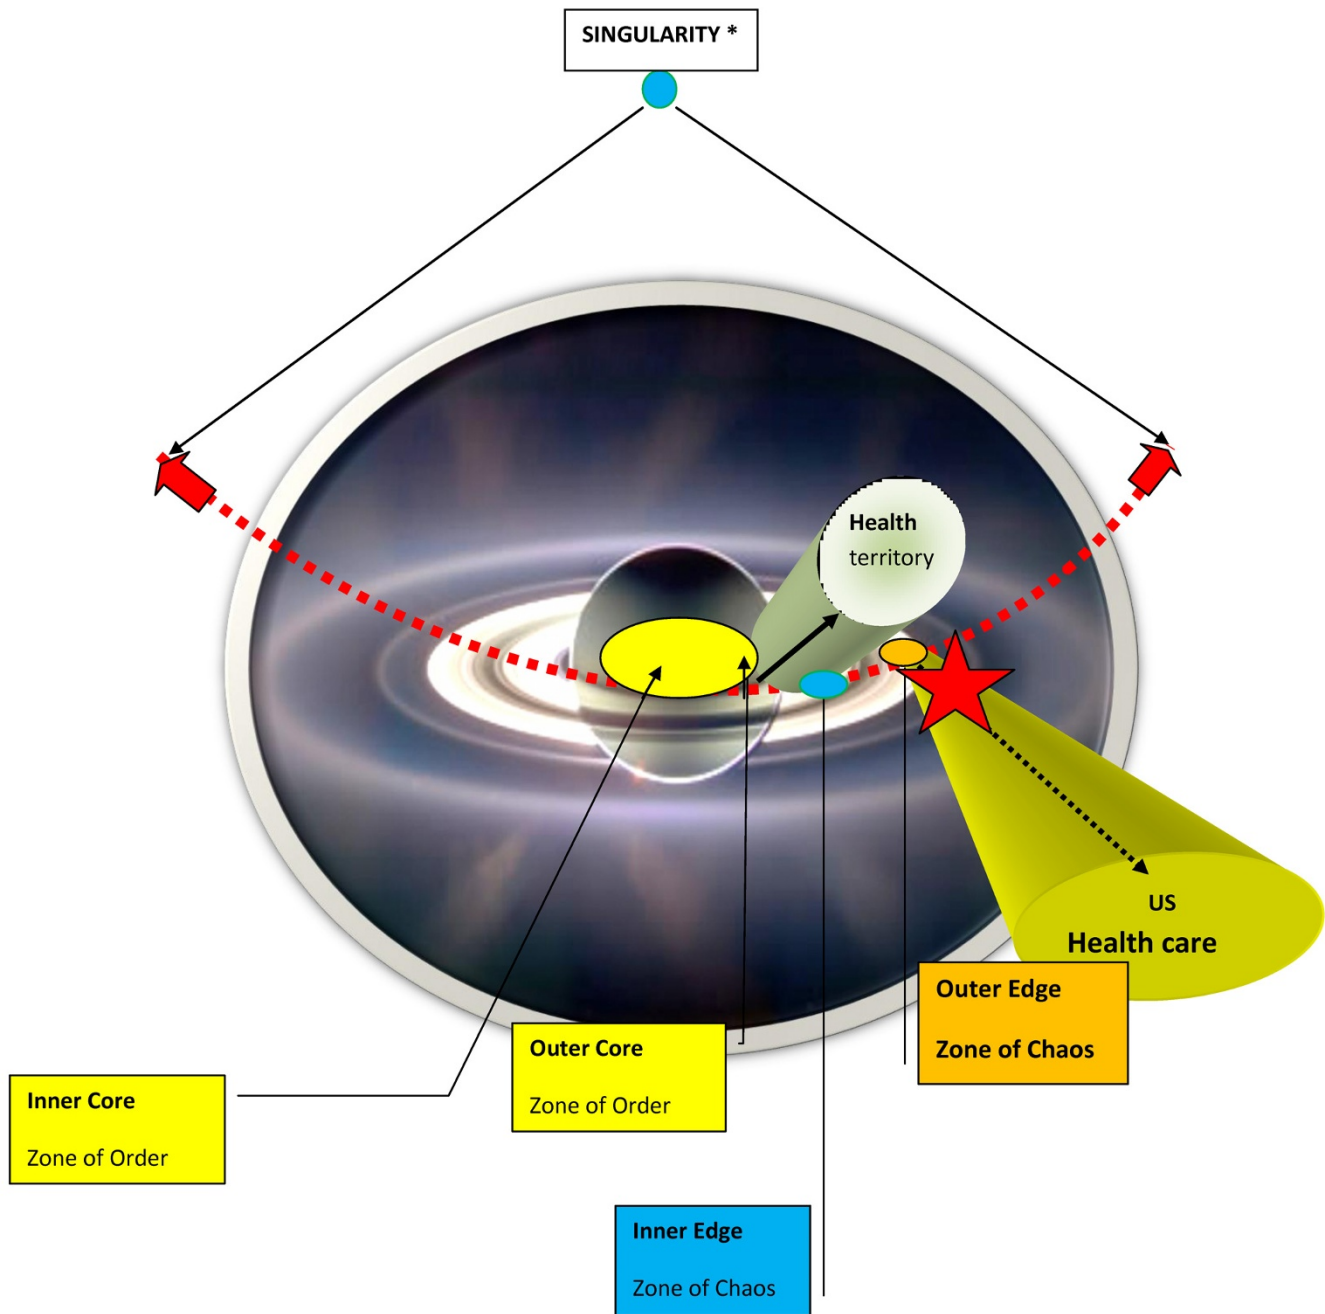 SINGULARITY *
Health
territory
US
Health care
Outer Edge
Zone of Chaos
Outer Core
Zone of Order
Inner Core
Zone of Order
Inner Edge
Zone of Chaos